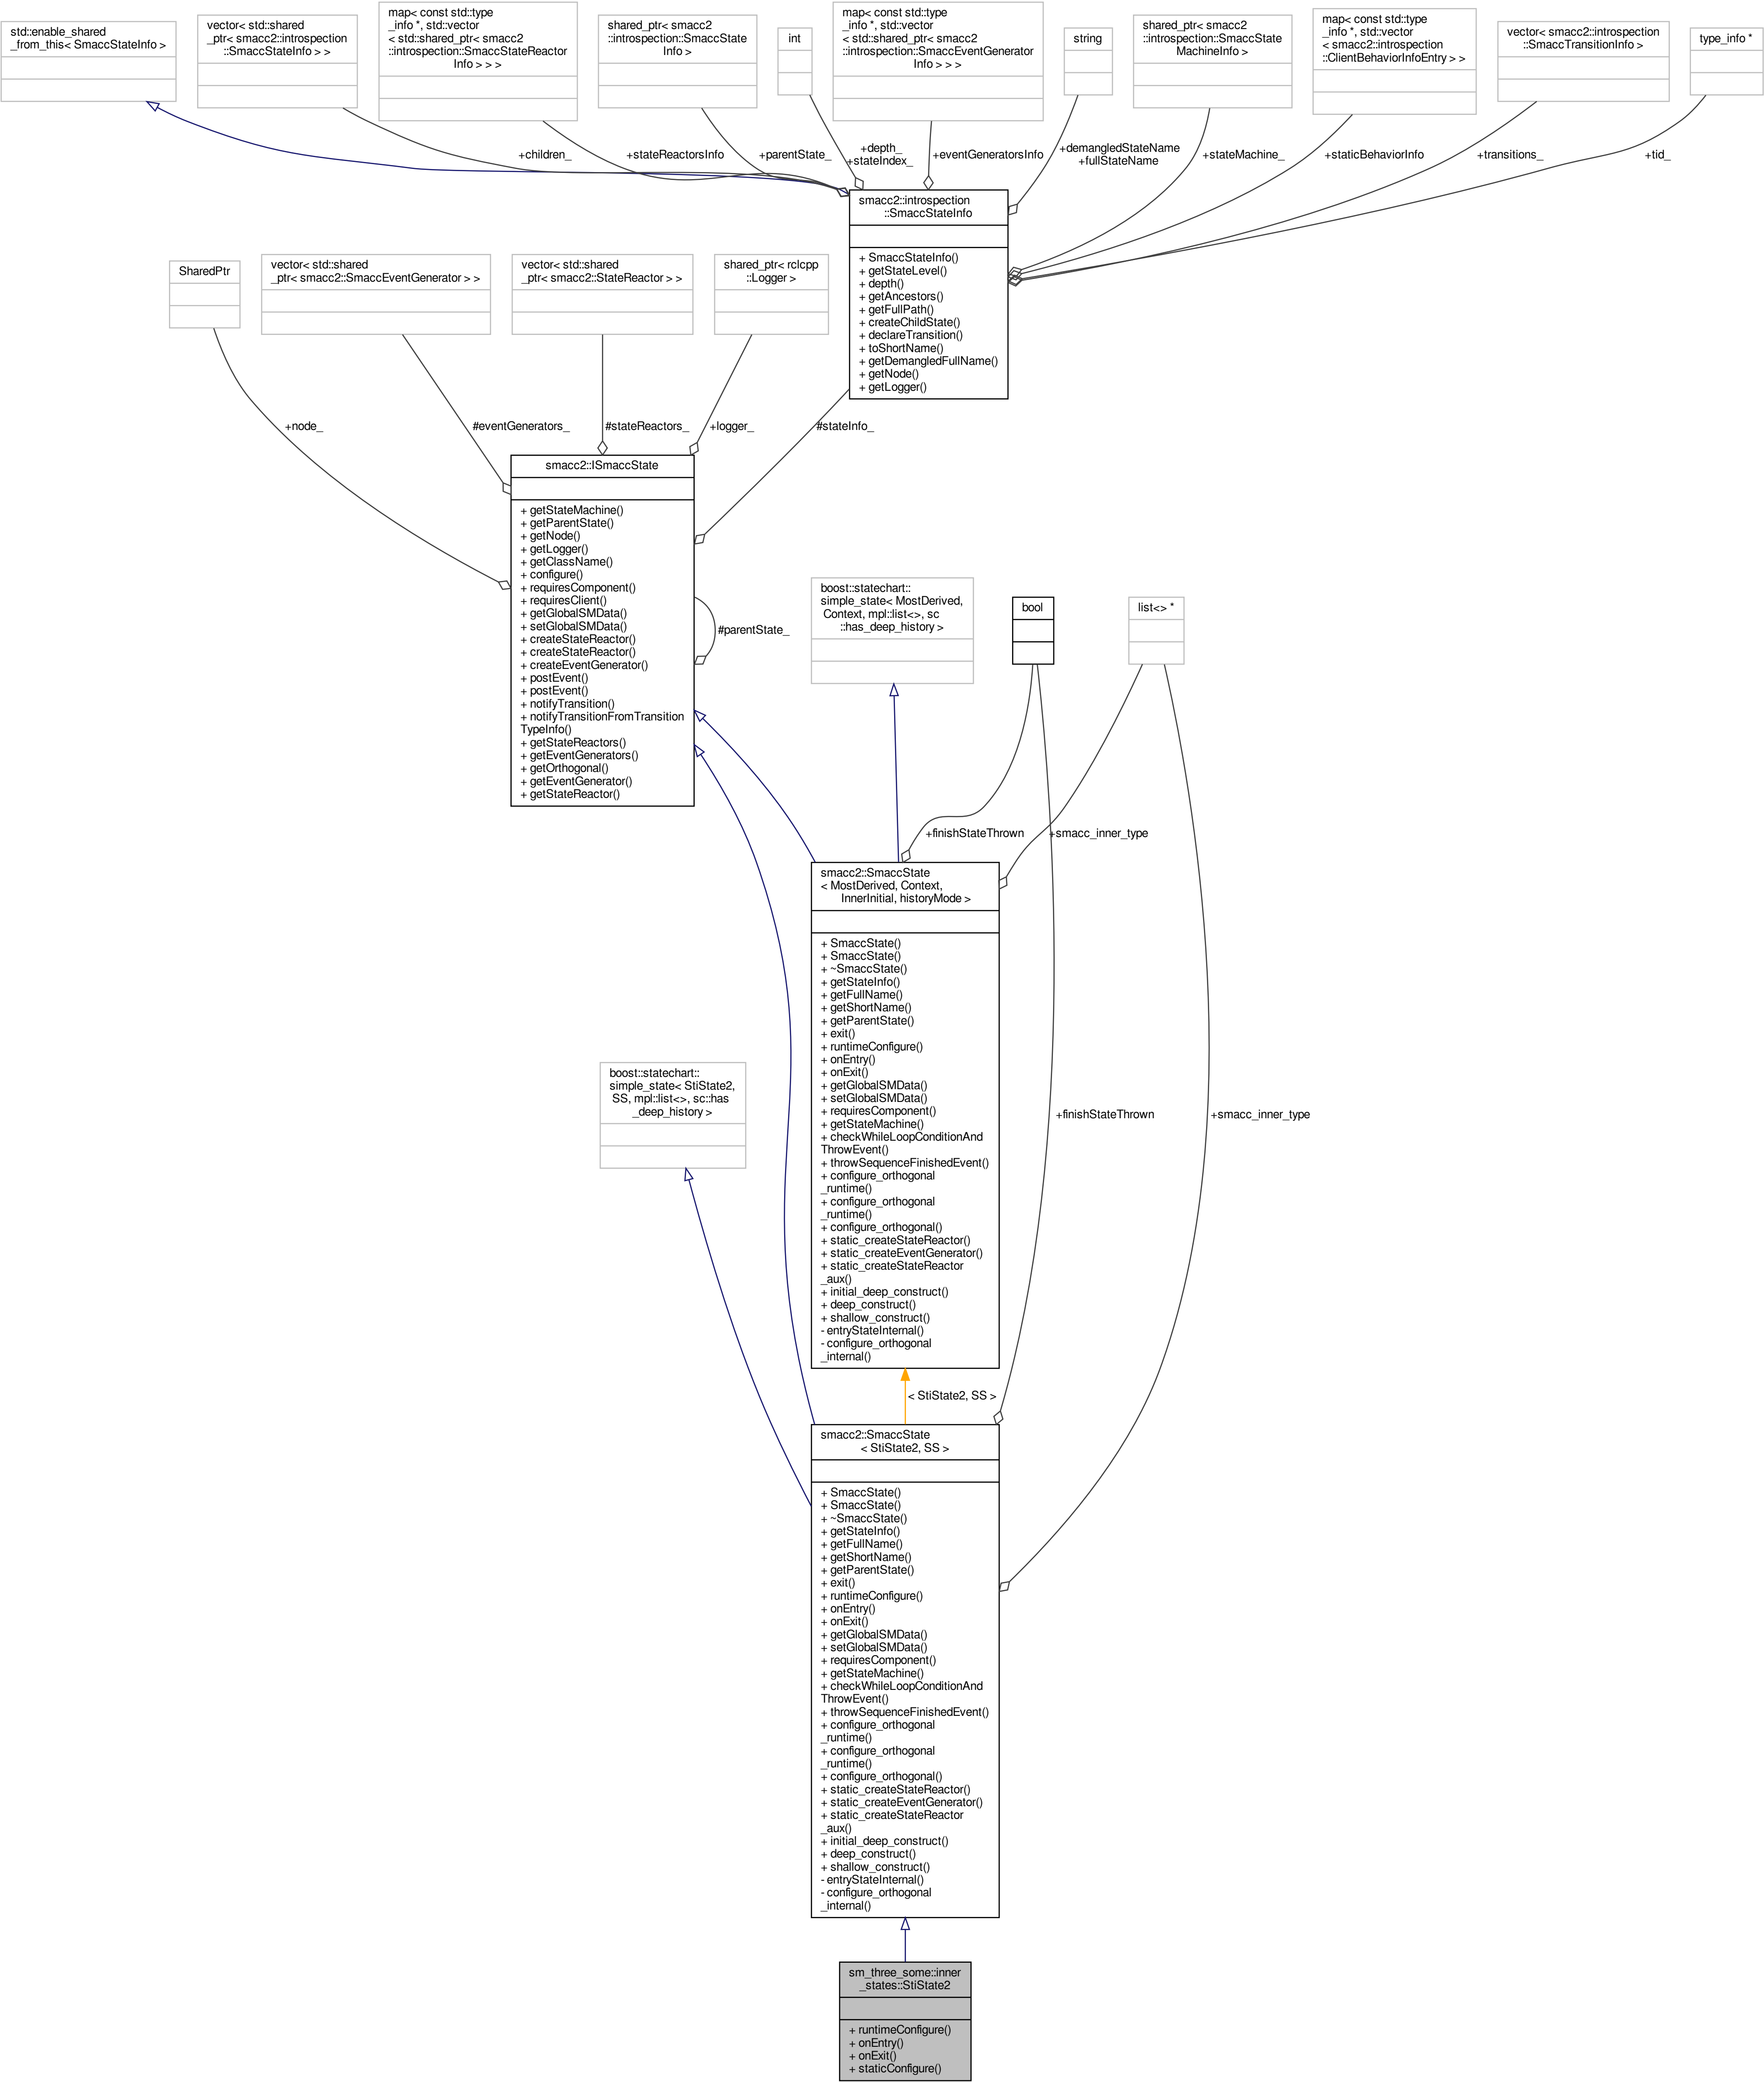 std::enable_shared
_from_this< SmaccStateInfo >
vector< std::shared
_ptr< smacc2::introspection
::SmaccStateInfo > >
map< const std::type
_info *, std::vector
< std::shared_ptr< smacc2
::introspection::SmaccStateReactor
Info > > >
shared_ptr< smacc2
::introspection::SmaccState
Info >
int
map< const std::type
_info *, std::vector
< std::shared_ptr< smacc2
::introspection::SmaccEventGenerator
Info > > >
string
shared_ptr< smacc2
::introspection::SmaccState
MachineInfo >
map< const std::type
_info *, std::vector
< smacc2::introspection
::ClientBehaviorInfoEntry > >
vector< smacc2::introspection
::SmaccTransitionInfo >
type_info *
+children_
+stateReactorsInfo
+parentState_
+depth_
+stateIndex_
+eventGeneratorsInfo
+demangledStateName
+fullStateName
+stateMachine_
+staticBehaviorInfo
+transitions_
+tid_
smacc2::introspection
::SmaccStateInfo
+ SmaccStateInfo()
+ getStateLevel()
+ depth()
+ getAncestors()
+ getFullPath()
+ createChildState()
+ declareTransition()
+ toShortName()
+ getDemangledFullName()
+ getNode()
+ getLogger()
SharedPtr
vector< std::shared
_ptr< smacc2::SmaccEventGenerator > >
vector< std::shared
_ptr< smacc2::StateReactor > >
shared_ptr< rclcpp
::Logger >
+node_
#eventGenerators_
#stateReactors_
+logger_
#stateInfo_
smacc2::ISmaccState
+ getStateMachine()
+ getParentState()
+ getNode()
+ getLogger()
+ getClassName()
+ configure()
+ requiresComponent()
+ requiresClient()
+ getGlobalSMData()
+ setGlobalSMData()
+ createStateReactor()
+ createStateReactor()
+ createEventGenerator()
+ postEvent()
+ postEvent()
+ notifyTransition()
+ notifyTransitionFromTransition
TypeInfo()
+ getStateReactors()
+ getEventGenerators()
+ getOrthogonal()
+ getEventGenerator()
+ getStateReactor()
#parentState_
boost::statechart::
simple_state< MostDerived,
Context, mpl::list<>, sc
::has_deep_history >
bool
list<> *
+finishStateThrown
+smacc_inner_type
smacc2::SmaccState
< MostDerived, Context,
InnerInitial, historyMode >
+ SmaccState()
+ SmaccState()
+ ~SmaccState()
+ getStateInfo()
+ getFullName()
+ getShortName()
+ getParentState()
+ exit()
+ runtimeConfigure()
+ onEntry()
+ onExit()
+ getGlobalSMData()
+ setGlobalSMData()
+ requiresComponent()
+ getStateMachine()
+ checkWhileLoopConditionAnd
ThrowEvent()
+ throwSequenceFinishedEvent()
+ configure_orthogonal
_runtime()
+ configure_orthogonal
_runtime()
+ configure_orthogonal()
+ static_createStateReactor()
+ static_createEventGenerator()
+ static_createStateReactor
_aux()
+ initial_deep_construct()
+ deep_construct()
+ shallow_construct()
- entryStateInternal()
- configure_orthogonal
_internal()
boost::statechart::
simple_state< StiState2,
SS, mpl::list<>, sc::has
_deep_history >
+finishStateThrown
+smacc_inner_type
< StiState2, SS >
smacc2::SmaccState
< StiState2, SS >
+ SmaccState()
+ SmaccState()
+ ~SmaccState()
+ getStateInfo()
+ getFullName()
+ getShortName()
+ getParentState()
+ exit()
+ runtimeConfigure()
+ onEntry()
+ onExit()
+ getGlobalSMData()
+ setGlobalSMData()
+ requiresComponent()
+ getStateMachine()
+ checkWhileLoopConditionAnd
ThrowEvent()
+ throwSequenceFinishedEvent()
+ configure_orthogonal
_runtime()
+ configure_orthogonal
_runtime()
+ configure_orthogonal()
+ static_createStateReactor()
+ static_createEventGenerator()
+ static_createStateReactor
_aux()
+ initial_deep_construct()
+ deep_construct()
+ shallow_construct()
- entryStateInternal()
- configure_orthogonal
_internal()
sm_three_some::inner
_states::StiState2
+ runtimeConfigure()
+ onEntry()
+ onExit()
+ staticConfigure()